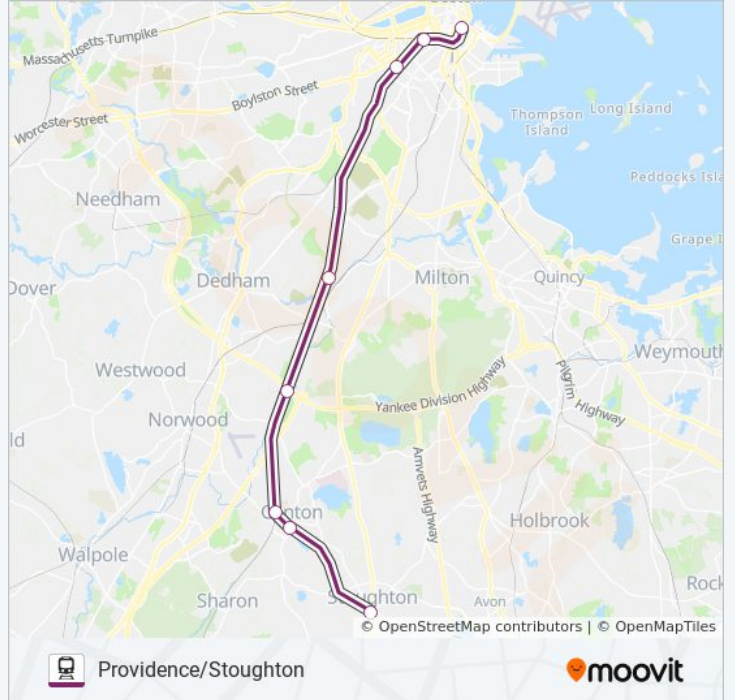 Massachusetts Turnpike
Boylston Street
Worcester Street
Thompson
Island
Long Island
Peddocks Isla
Needham
Grape I
Dover
Dedham
Milton
Quincy
Weymouth
Westwood
Yankee Division Highway
Pilgrim
Highway
Norwood
ld
Amvets Highway
Canton
Holbrook
Walpole
Sharon
Stoughton
Avon
Rock
© OpenStreetMap contributors | © OpenMapTiles
Providence/Stoughton
moovit